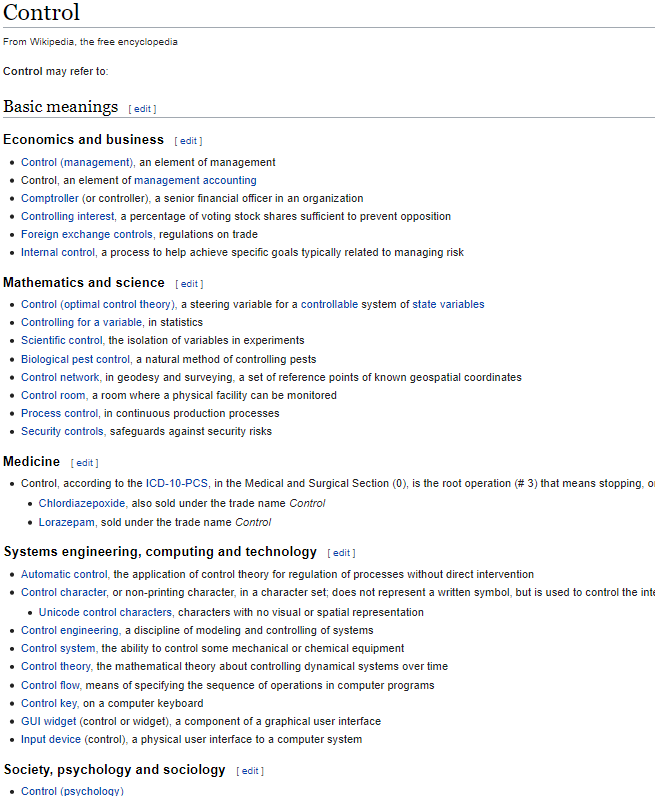 Control
From Wikipedia, the free encyclopedia
Control may refer to:
Basic meanings [ edit ]
Economics and business [ edit ]
• Control (management), an element of management
• Control, an element of management accounting
• Comptroller (or controller), a senior financial officer in an organization
• Controlling interest, a percentage of voting stock shares sufficient to prevent opposition
• Foreign exchange controls, regulations on trade
• Internal control, a process to help achieve specific goals typically related to managing risk
Mathematics and science [ edit ]
• Control (optimal control theory), a steering variable for a controllable system of state variables
• Controlling for a variable, in statistics
• Scientific control, the isolation of variables in experiments
• Biological pest control, a natural method of controlling pests
• Control network, in geodesy and surveying, a set of reference points of known geospatial coordinates
• Control room, a room where a physical facility can be monitored
• Process control, in continuous production processes
• Security controls, safeguards against security risks
Medicine [ edit ]
• Control, according to the ICD-10-PCS, in the Medical and Surgical Section (0), is the root operation (# 3) that means stopping,
• Chlordiazepoxide, also sold under the trade name Control
• Lorazepam, sold under the trade name Control
Systems engineering, computing and technology [ edit ]
• Automatic control, the application of control theory for regulation of processes without direct intervention
• Control character, or non-printing character, in a character set; does not represent a written symbol, but is used to control the
• Unicode control characters, characters with no visual or spatial representation
• Control engineering, a discipline of modeling and controlling of systems
• Control system, the ability to control some mechanical or chemical equipment
• Control theory, the mathematical theory about controlling dynamical systems over time
• Control flow, means of specifying the sequence of operations in computer programs
• Control key, on a computer keyboard
• GUI widget (control or widget), a component of a graphical user interface
• Input device (control), a physical user interface to a computer system
Society, psychology and sociology [ edit ]
• Control (psychology)